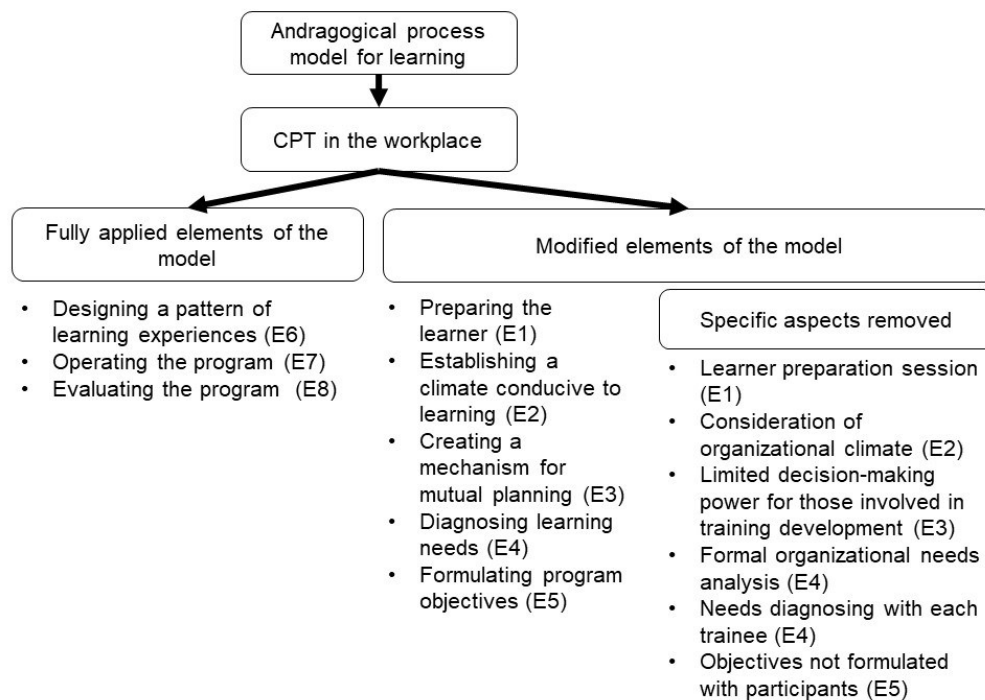 Andragogical process
model for learning
CPT in the workplace
Fully applied elements of the
model
• Designing a pattern of
learning experiences (E6)
• Operating the program (E7)
• Evaluating the program (E8)
Modified elements of the model
• Preparing the
learner (E1)
• Establishing a
climate conducive to
learning (E2)
• Creating a
mechanism for
mutual planning (E3)
• Diagnosing learning
needs (E4)
• Formulating program
objectives (E5)
Specific aspects removed
• Learner preparation session
(E1)
• Consideration of
organizational climate (E2)
• Limited decision-making
power for those involved in
training development (E3)
• Formal organizational needs
analysis (E4)
• Needs diagnosing with each
trainee (E4)
• Objectives not formulated
with participants (E5)